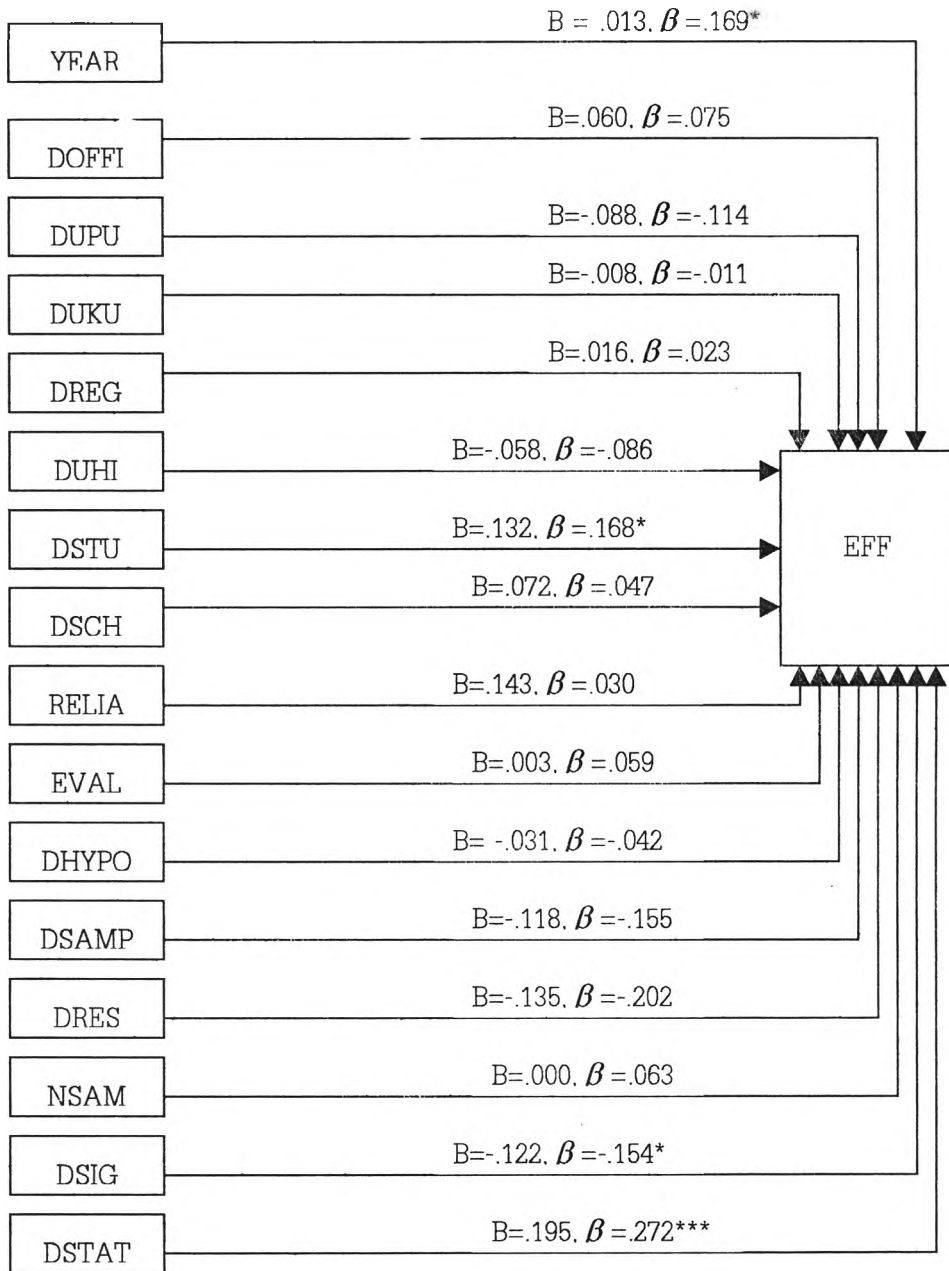 B = .013, β = .169*
YEAR
B=.060, β = .075
DOFFI
B=-.088, β =-.114
DUPU
B=-.008, β =-.011
DUKU
B=.016, β = .023
DREG
B=-.058, β =-.086
DUHI
B=.132, β = .168*
DSTU
EFF
B=.072, β = .047
DSCH
B=.143, β = .030
RELIA
B=.003, β = .059
EVAL
B= -.031, β =-.042
DHYPO
B=-.118, β =-.155
DSAMP
B=-.135, β =-.202
DRES
B=.000, β = .063
NSAM
B=-.122, β =-.154*
DSIG
B=.195, β = .272***
DSTAT